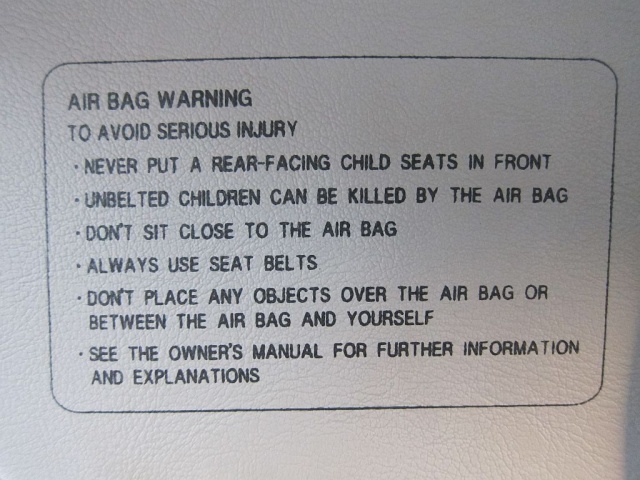 AIR BAG WARNING
TO AVOID SERIOUS INJURY
· NEVER PUT A REAR-FACING CHILD SEATS IN FRONT
· UNBELTED CHILDREN CAN BE KILLED BY THE AIR BAG
· DON'T SIT CLOSE TO THE AIR BAG
· ALWAYS USE SEAT BELTS
· DON'T PLACE ANY OBJECTS OVER THE AIR BAG OR
BETWEEN THE AIR BAG AND YOURSELF
· SEE THE OWNER'S MANUAL FOR FURTHER INFORMATION
AND EXPLANATIONS